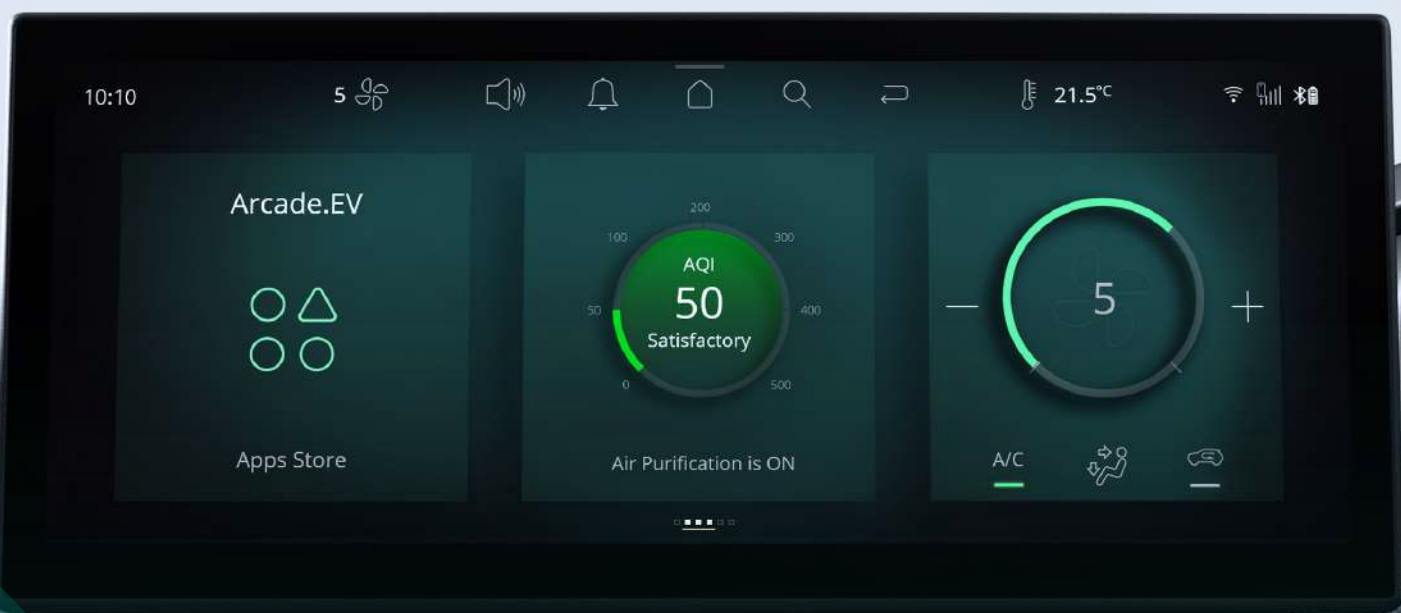 10:10
5
21.5°C
Arcade.EV
Apps Store
200
100
300
AQI
50
50
400
Satisfactory
0
500
Air Purification is ON
5
A/C